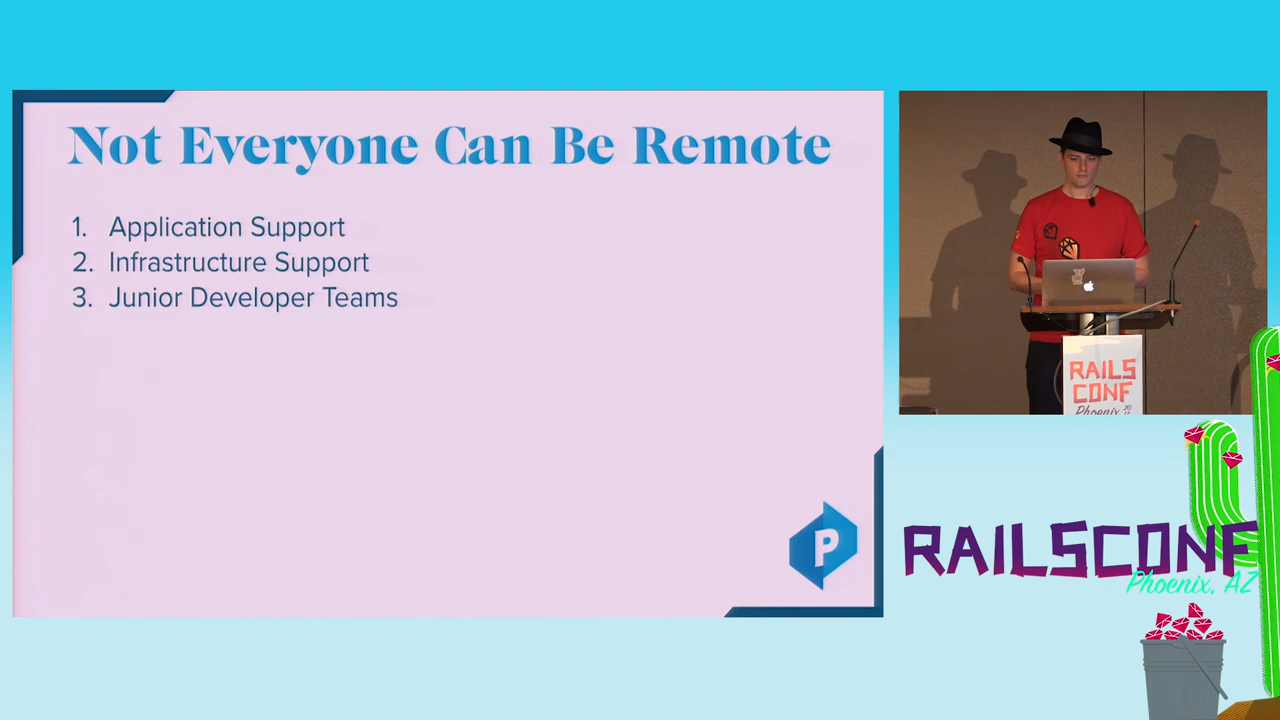 Not Everyone Can Be Remote
1. Application Support
2. Infrastructure Support
3. Junior Developer Teams
P
RAILS
CONF
Phoenix
RAILSCONF
Phoenix, AZ